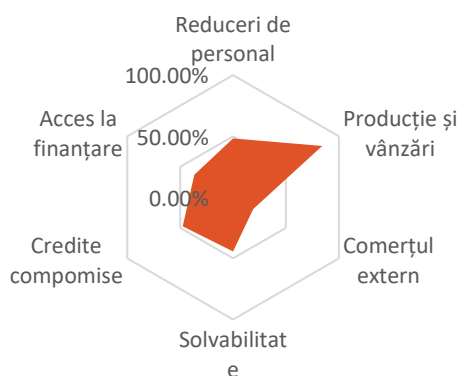 Reduceri de
personal
100.00%
Producție și
vânzări
Acces la
finanțare
50.00%
0.00%
Credite
compomise
Comerțul
extern
Solvabilitat
e